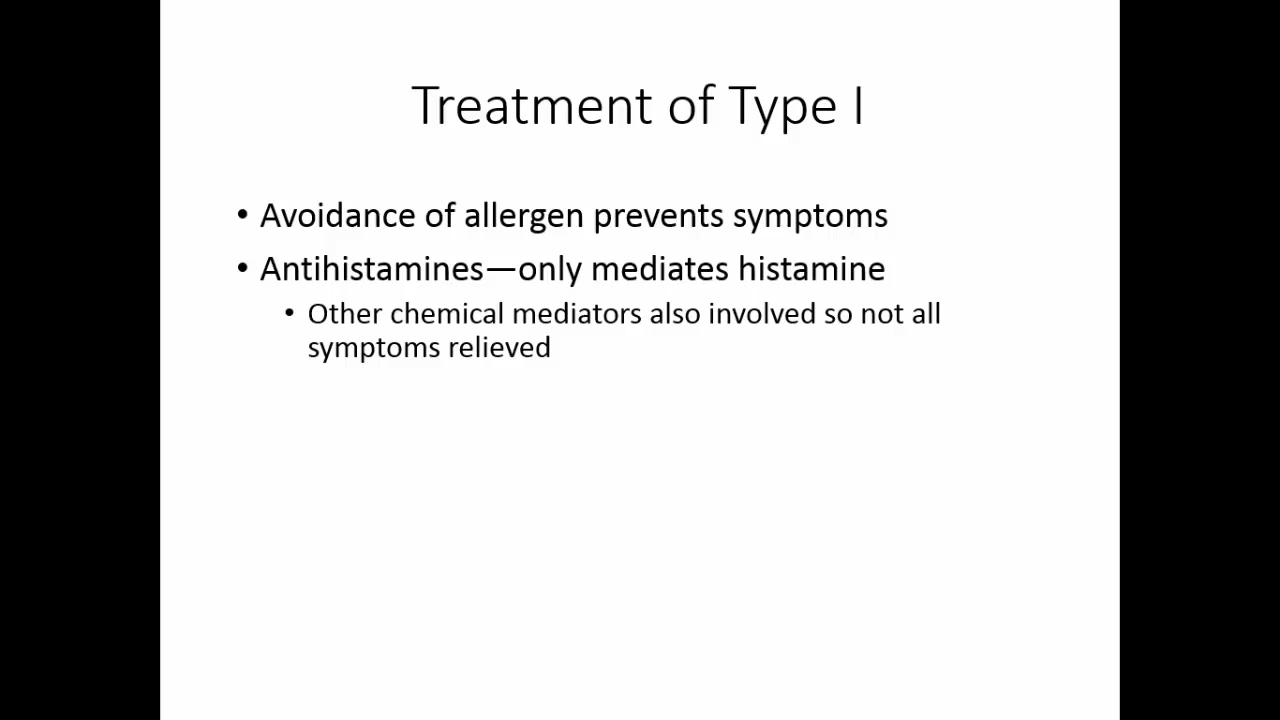 Treatment of Type I
• Avoidance of allergen prevents symptoms
• Antihistamines—only mediates histamine
• Other chemical mediators also involved so not all
symptoms relieved